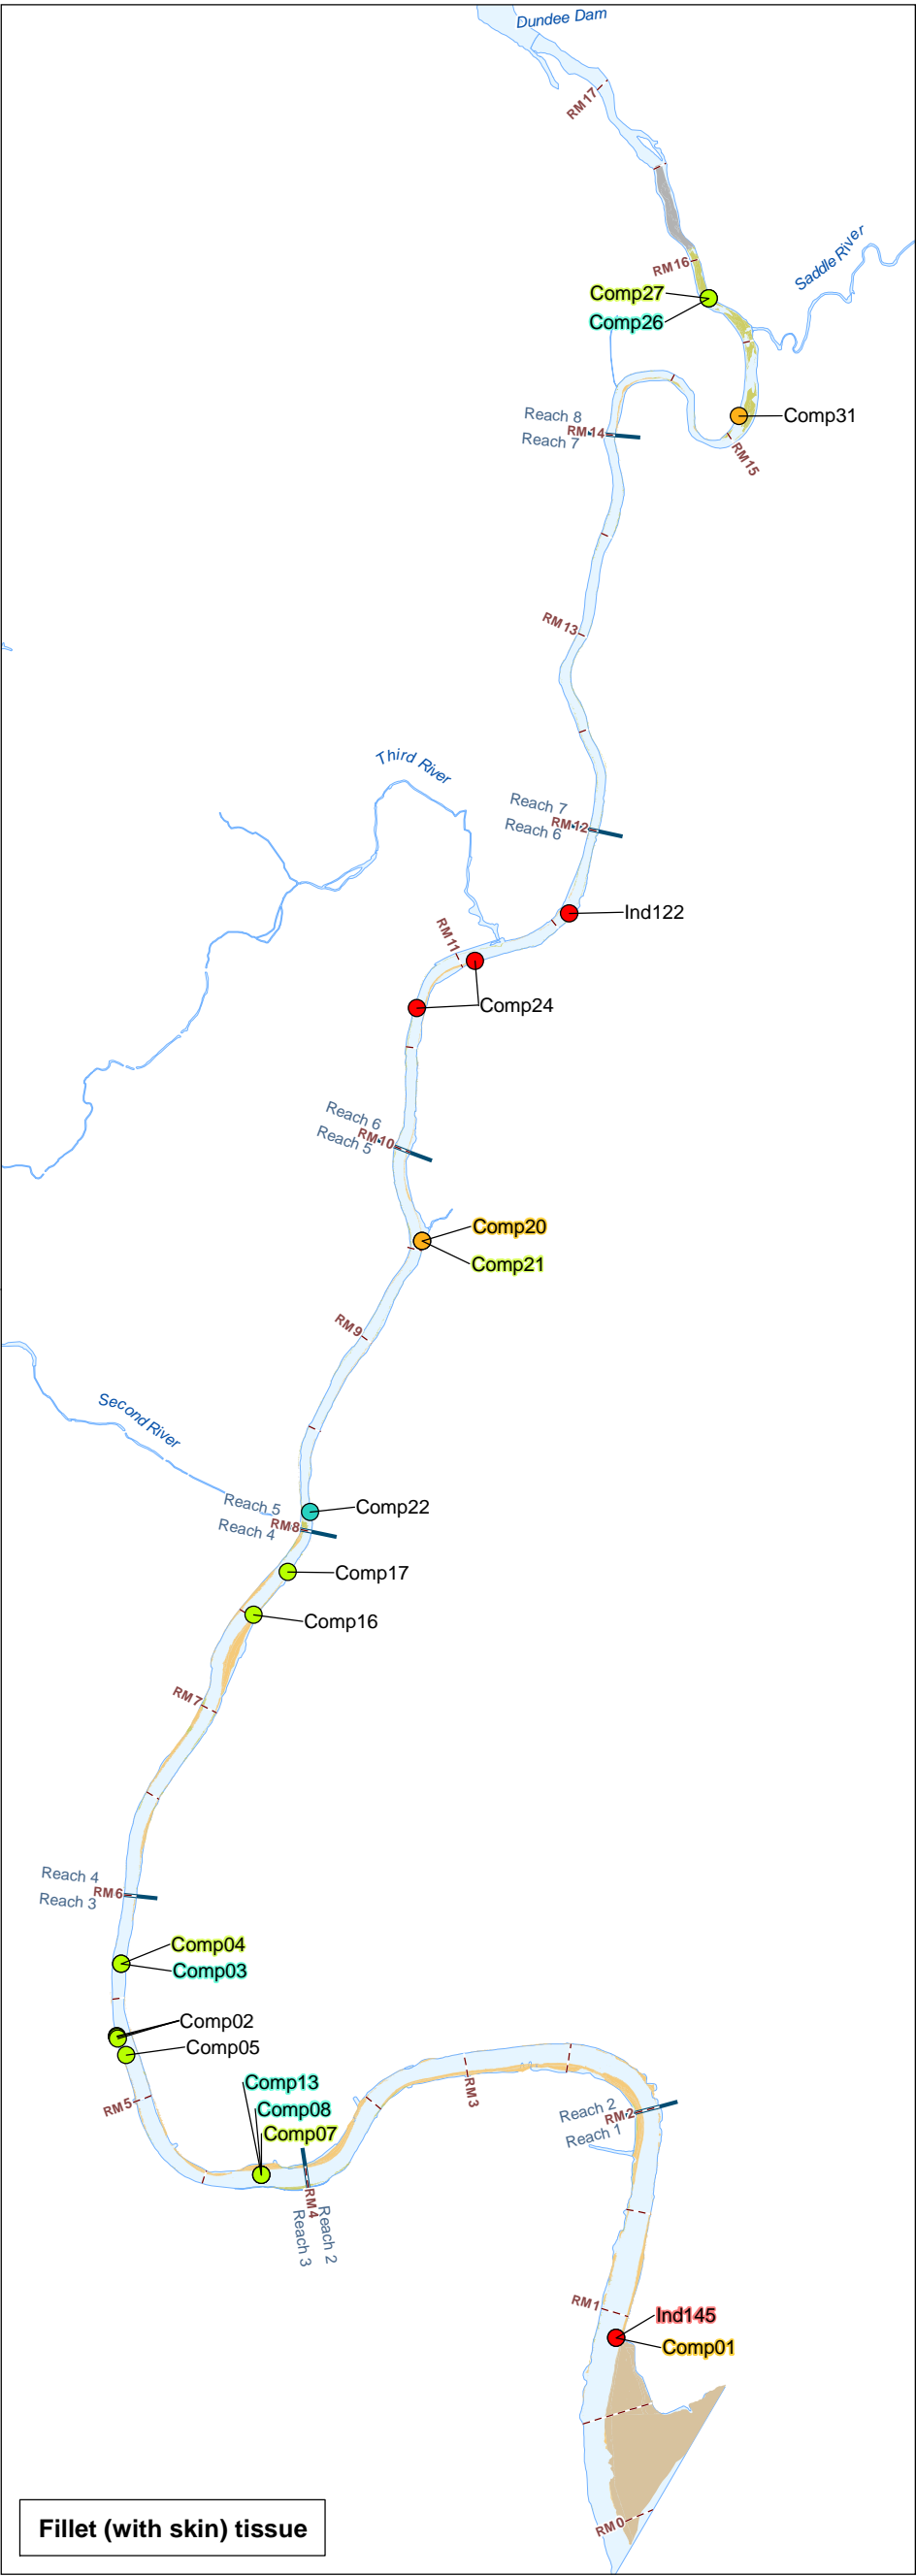 Dundee Dam
RM17
Saddle River
RM16
Comp27
Comp26
Reach 8
RM14
Reach 7
Comp31
RM15
RM13
Third River
Reach 7
RM12
Reach 6
Ind122
RM11
Comp24
Reach 6
RM10
Reach 5
Comp20
Comp21
RM9
Second River
Reach 5
RM8
Reach 4
Comp22
Comp17
Comp16
RM7
Reach 4
RM6
Reach 3
Comp04
Comp03
Comp02
Comp05
RM5
Comp13
Comp08
Comp07
RM3
Reach 2
RM2
Reach 1
RM4
Reach 2
Reach 3
RM1
Ind145
Comp01
RM0
Fillet (with skin) tissue